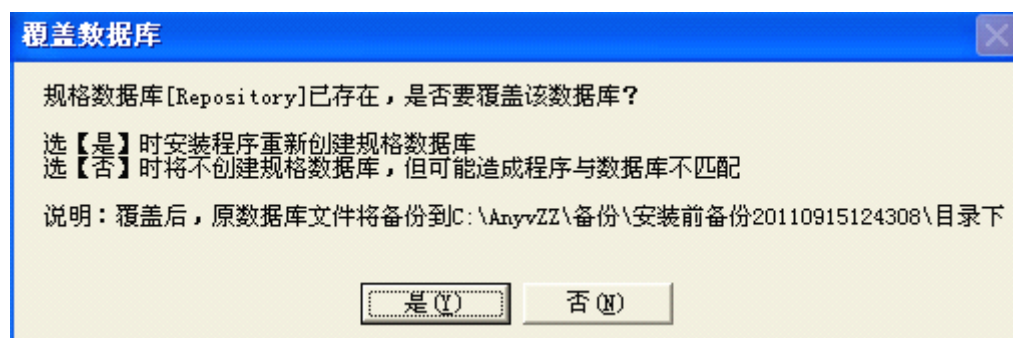 覆盖数据库
规格数据库[Repository]已存在，是否要覆盖该数据库？
选【是】时安装程序重新创建规格数据库
选【否】时将不创建规格数据库，但可能造成程序与数据库不匹配
说明：覆盖后，原数据库文件将备份到C:\AnyvZZ\备份\安装前备份20110915124308\目录下
是(Y)
否(N)